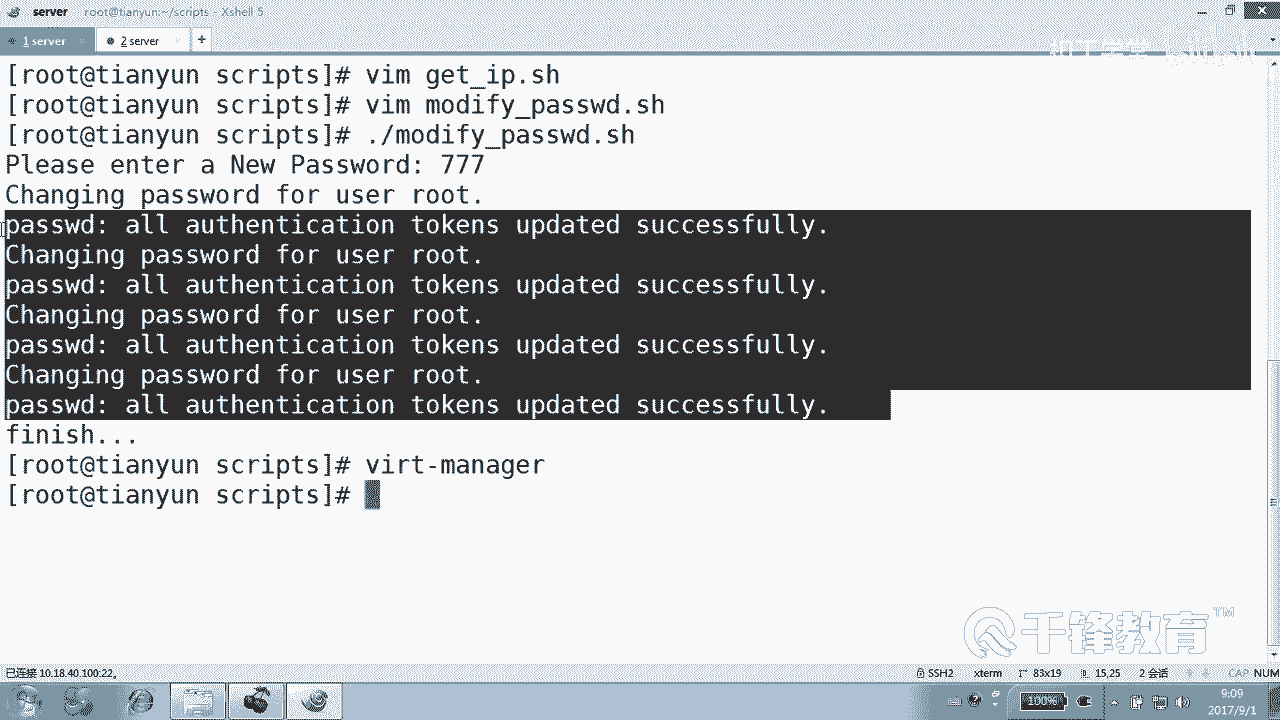 server root@tianyun:~/scripts - Xshell 5
1 server 2 server +
[root@tianyun scripts]# vim get_ip.sh
[root@tianyun scripts]# vim modify_passwd.sh
[root@tianyun scripts]# ./modify_passwd.sh
Please enter a New Password: 777
Changing password for user root.
passwd: all authentication tokens updated successfully.
Changing password for user root.
passwd: all authentication tokens updated successfully.
Changing password for user root.
passwd: all authentication tokens updated successfully.
Changing password for user root.
passwd: all authentication tokens updated successfully.
finish...
[root@tianyun scripts]# virt-manager
[root@tianyun scripts]#
千锋教育™
已连接 10.18.40.100:22。 SSH2 xterm 83x19 15,25 2 会话 CAP NUM
100% 9:09
2017/9/1